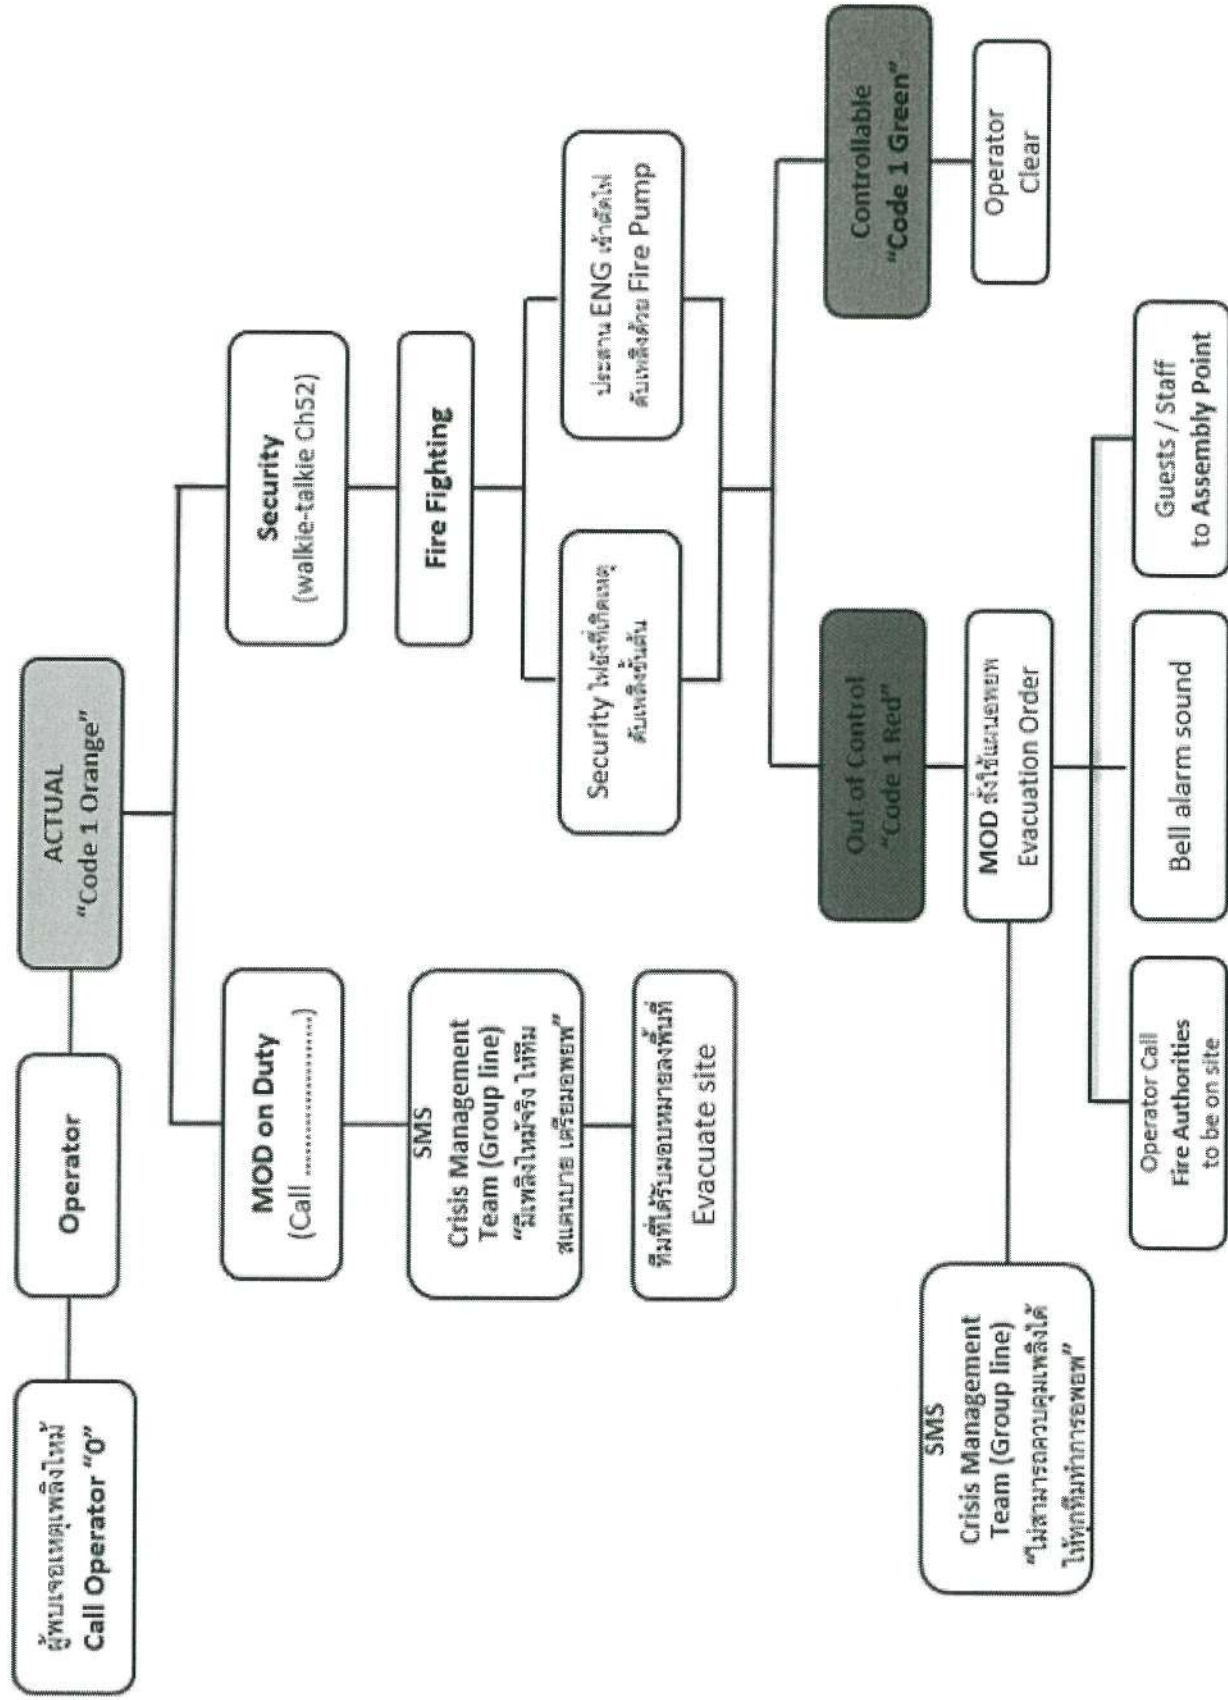 ผู้พบเจอเหตุเพลิงไหม้
Call Operator "0"
Operator
ACTUAL
"Code 1 Orange"
MOD on Duty
(Call ........................)
Security
(walkie-talkie Ch52)
SMS
Crisis Management
Team (Group line)
"มีเพลิงไหม้จริง ให้ทีม
สแตนบาย เตรียมอพยพ"
Fire Fighting
ทีมที่ได้รับมอบหมายลงพื้นที่
Evacuate site
Security ไปยังที่เกิดเหตุ
ดับเพลิงขั้นต้น
ประสาน ENG เข้าตัดไฟ
ดับเพลิงด้วย Fire Pump
Out of Control
"Code 1 Red"
Controllable
"Code 1 Green"
SMS
Crisis Management
Team (Group line)
"ไม่สามารถควบคุมเพลิงได้
ให้ทุกทีมทำการอพยพ"
MOD สั่งใช้แผนอพยพ
Evacuation Order
Operator
Clear
Operator Call
Fire Authorities
to be on site
Bell alarm sound
Guests / Staff
to Assembly Point